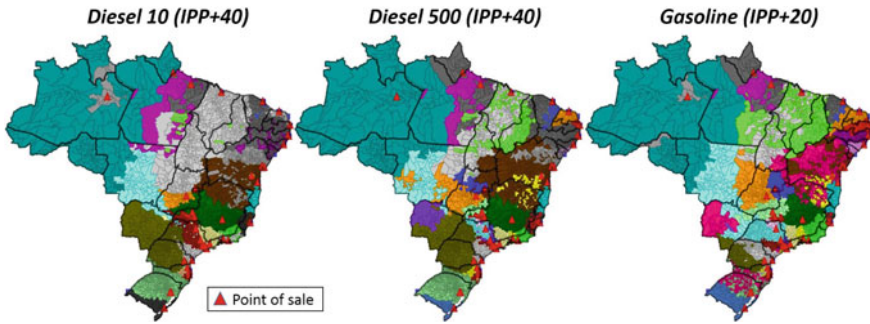 Diesel 10 (IPP+40) Diesel 500 (IPP+40) Gasoline (IPP+20)
Point of sale